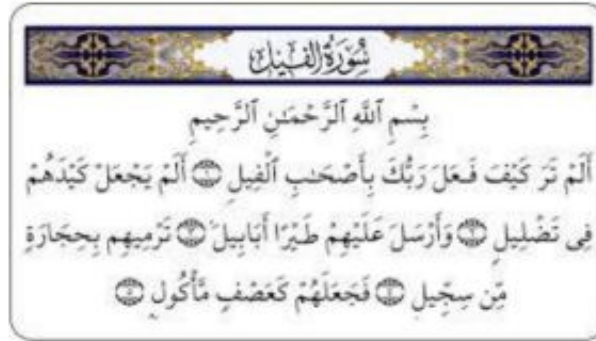 سُورَةُ الفِيلِ
بِسْمِ ٱللَّهِ ٱلرَّحْمَـٰنِ ٱلرَّحِيمِ
أَلَمْ تَرَ كَيْفَ فَعَلَ رَبُّكَ بِأَصْحَـٰبِ ٱلْفِيلِ ۝١ أَلَمْ يَجْعَلْ كَيْدَهُمْ
فِى تَضْلِيلٍ ۝٢ وَأَرْسَلَ عَلَيْهِمْ طَيْرًا أَبَابِيلَ ۝٣ تَرْمِيهِم بِحِجَارَةٍ
مِّن سِجِّيلٍ ۝٤ فَجَعَلَهُمْ كَعَصْفٍ مَّأْكُولٍ ۝٥